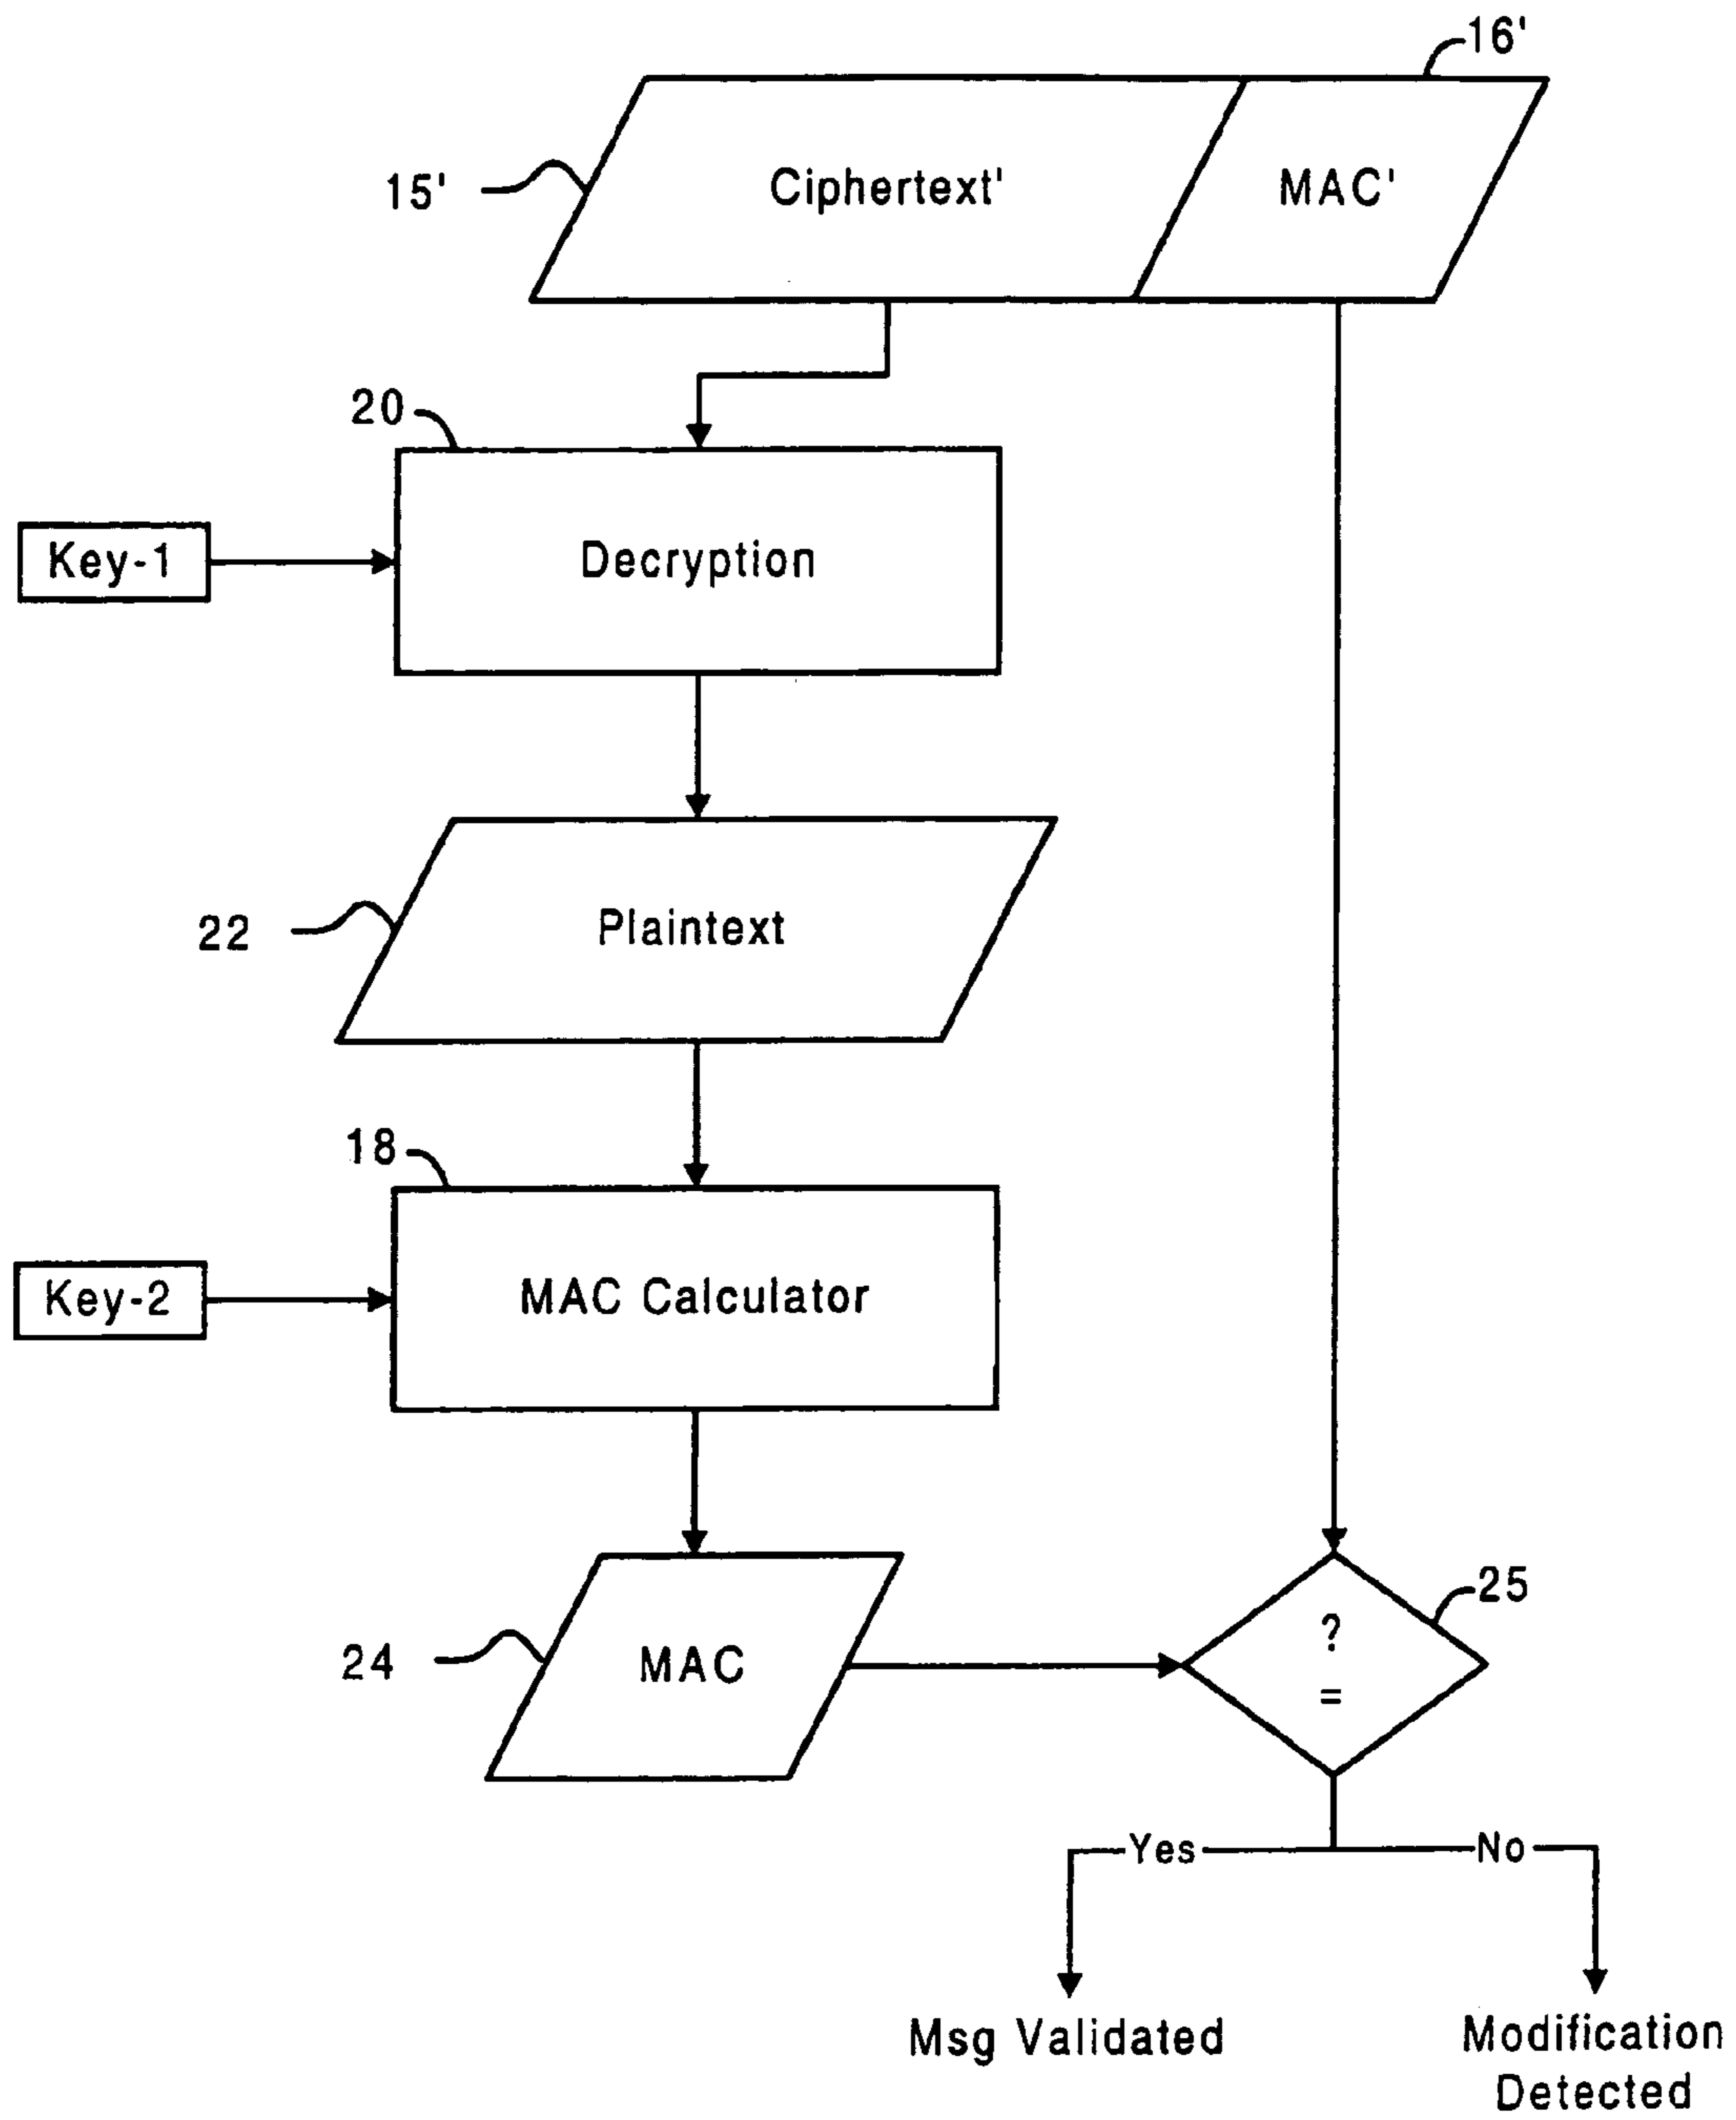 16'
15'
Ciphertext'
MAC'
20
Key-1
Decryption
22
Plaintext
18
Key-2
MAC Calculator
25
24
MAC
?
=
Yes
No
Msg Validated
Modification
Detected